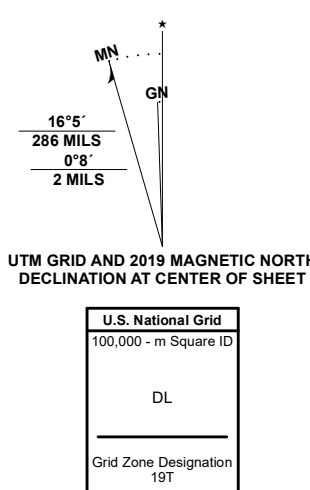 ★
MN
GN
16°5´
286 MILS
0°8´
2 MILS
UTM GRID AND 2019 MAGNETIC NORTH
DECLINATION AT CENTER OF SHEET
U.S. National Grid
100,000 - m Square ID
DL
Grid Zone Designation
19T